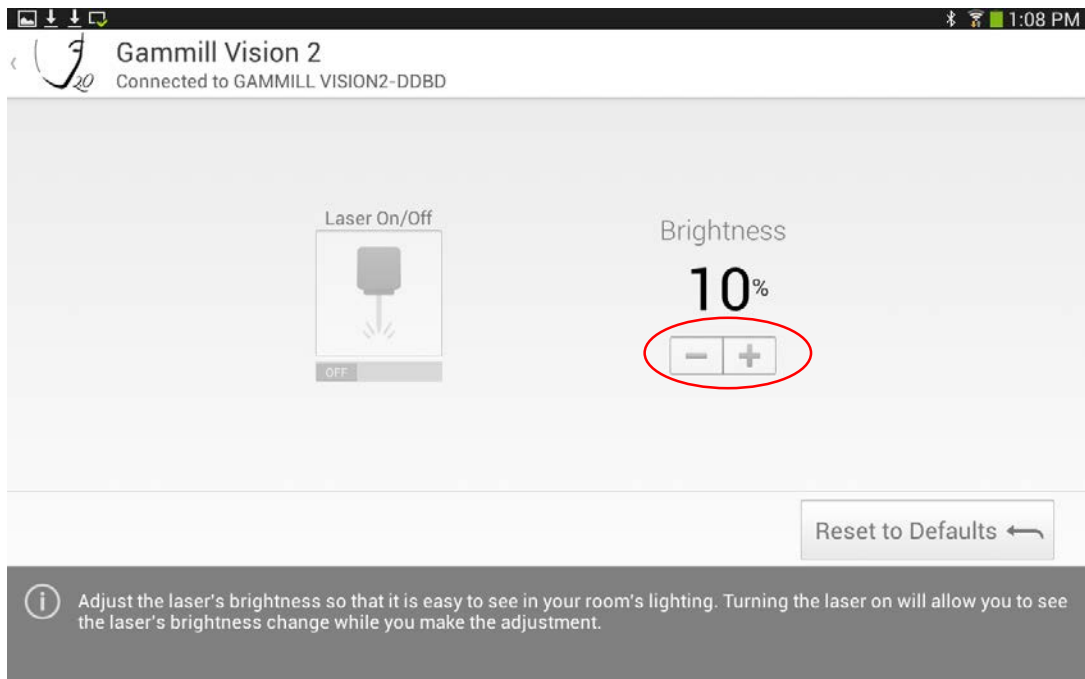 1:08 PM
20
Gammill Vision 2
Connected to GAMMILL VISION2-DDBD
Laser On/Off
OFF
Brightness
10%
Reset to Defaults
Adjust the laser's brightness so that it is easy to see in your room's lighting. Turning the laser on will allow you to see
the laser's brightness change while you make the adjustment.